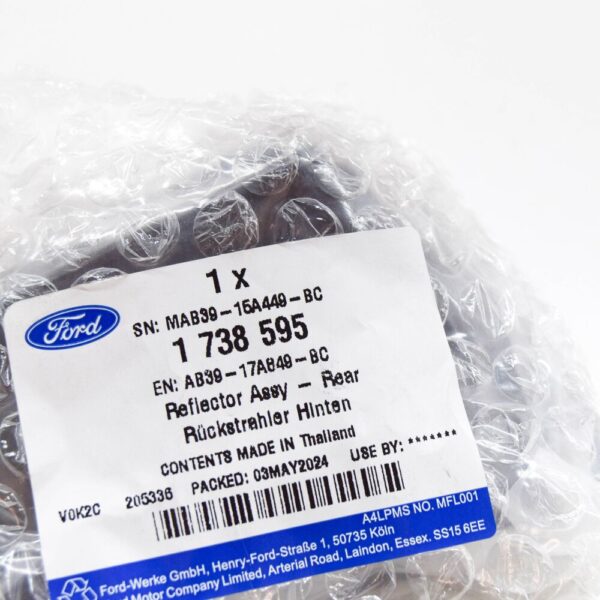 1 x
Ford
SN: MAB39-15A449-BC
1 738 595
EN: AB39-17A849-BC
Reflector Assy - Rear
Rückstrahler Hinten
CONTENTS MADE IN Thailand
V0K2C 205336 PACKED: 03MAY2024 USE BY: *******
A4LPMS NO. MFL001
Ford-Werke GmbH, Henry-Ford-Straße 1, 50735 Köln
Motor Company Limited, Arterial Road, Laindon, Essex. SS15 6EE